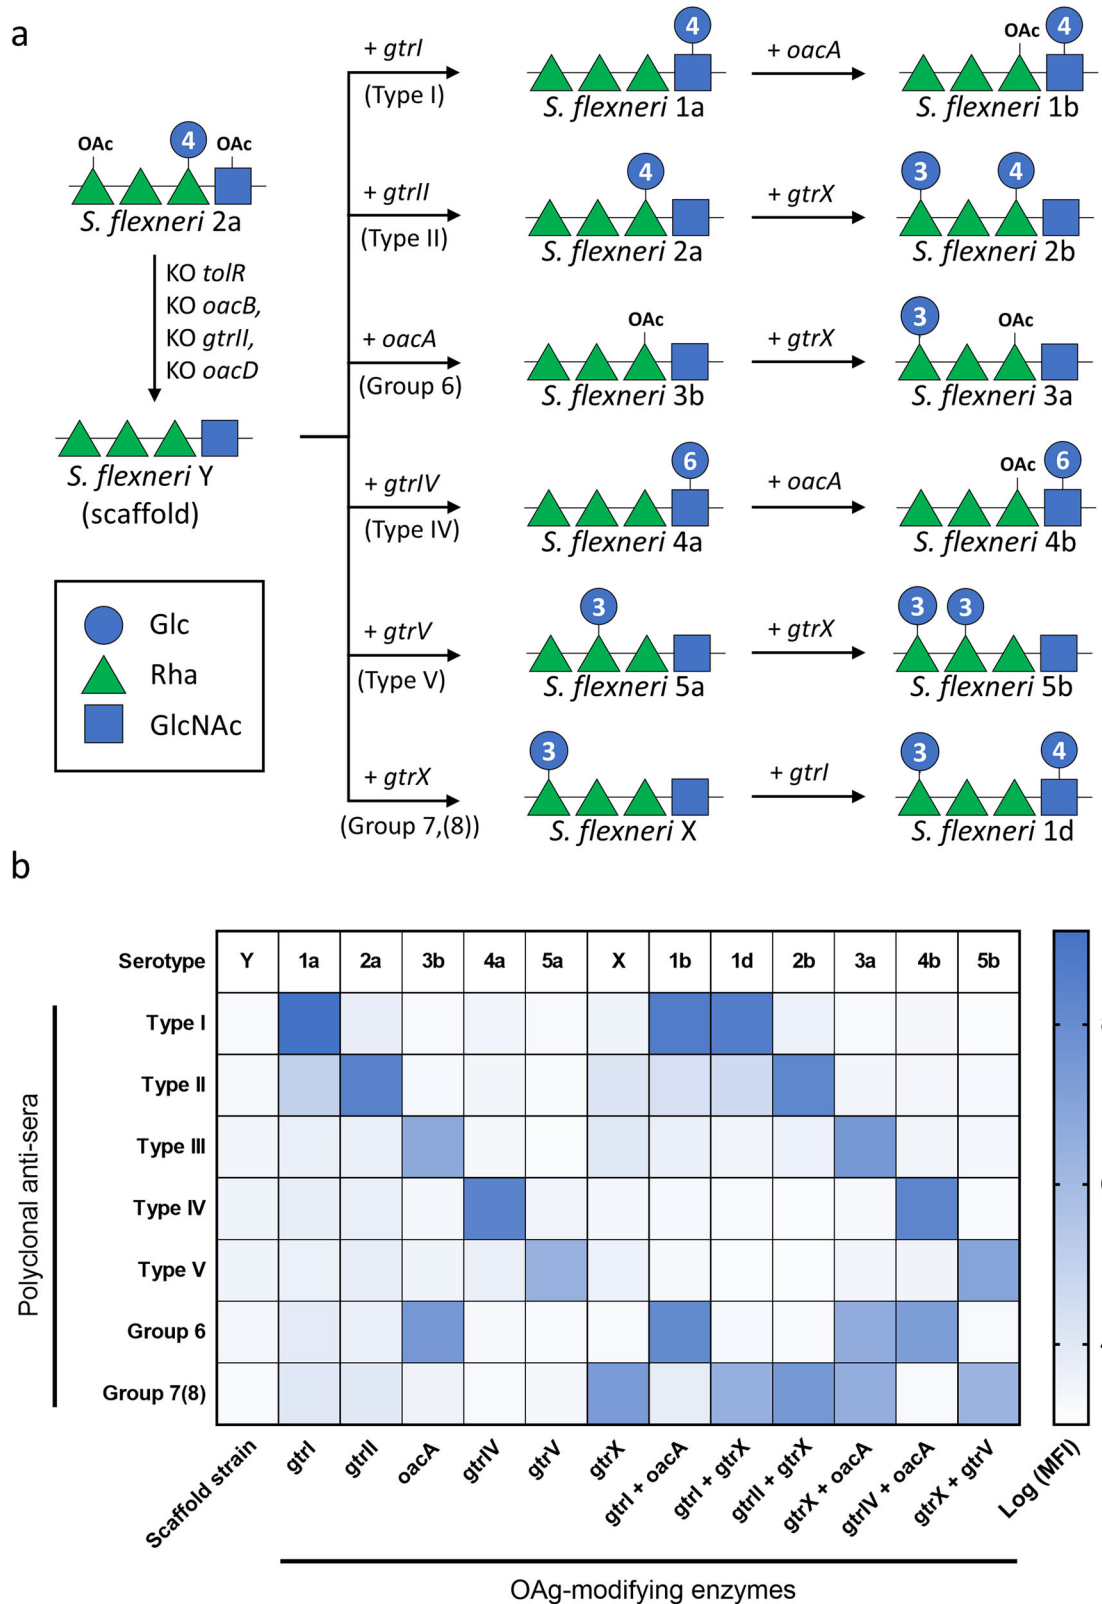 a
OAc
4
OAc
S. flexneri 2a
KO tolR
KO oacB,
KO gtrII,
KO oacD
S. flexneri Y
(scaffold)
Glc
Rha
GlcNAc
+ gtrI
(Type I)
4
S. flexneri 1a
+ oacA
OAc
4
S. flexneri 1b
+ gtrII
(Type II)
4
S. flexneri 2a
+ gtrX
3
4
S. flexneri 2b
+ oacA
(Group 6)
OAc
S. flexneri 3b
+ gtrX
3
OAc
S. flexneri 3a
+ gtrIV
(Type IV)
6
S. flexneri 4a
+ oacA
OAc
6
S. flexneri 4b
+ gtrV
(Type V)
3
S. flexneri 5a
+ gtrX
3
3
S. flexneri 5b
+ gtrX
(Group 7,(8))
3
S. flexneri X
+ gtrI
3
4
S. flexneri 1d
b
Serotype Y 1a 2a 3b 4a 5a X 1b 1d 2b 3a 4b 5b
Polyclonal anti-sera
Type I
Type II
Type III
Type IV
Type V
Group 6
Group 7(8)
Scaffold strain
gtrI
gtrII
oacA
gtrIV
gtrV
gtrX
gtrI + oacA
gtrI + gtrX
gtrII + gtrX
gtrX + oacA
gtrIV + oacA
gtrX + gtrV
Log (MFI)
OAg-modifying enzymes